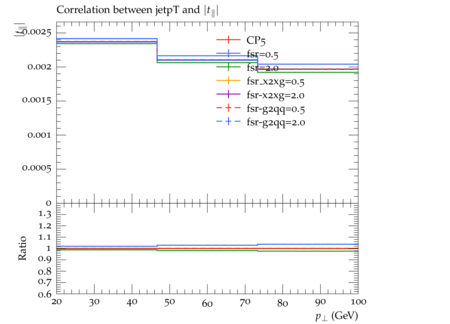 Correlation between jetpT and |t∥|
|t∥|
0.0025
0.002
0.0015
0.001
0.0005
0
CP5
fsr=0.5
fsr=2.0
fsr_x2xg=0.5
fsr-x2xg=2.0
fsr-g2qq=0.5
fsr-g2qq=2.0
Ratio
1.3
1.2
1.1
1
0.9
0.8
0.7
0.6
20 30 40 50 60 70 80 90 100
p⊥ (GeV)